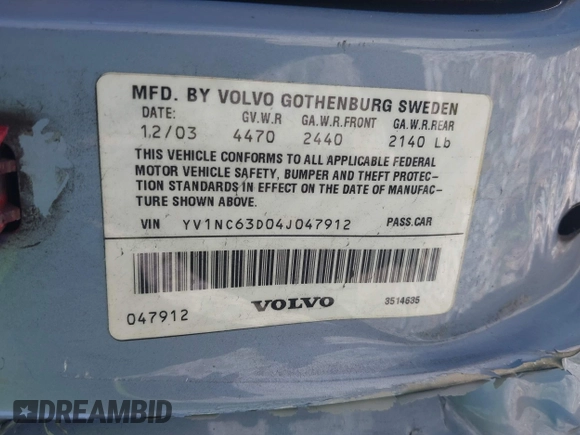 MFD. BY VOLVO GOTHENBURG SWEDEN
DATE: GV.W.R GA.W.R.FRONT GA.W.R.REAR
12/03 4470 2440 2140 Lb
THIS VEHICLE CONFORMS TO ALL APPLICABLE FEDERAL
MOTOR VEHICLE SAFETY, BUMPER AND THEFT PROTEC-
TION STANDARDS IN EFFECT ON THE DATE OF MANUFAC-
TURE SHOWN ABOVE.
VIN YV1NC63D04J047912 PASS.CAR
VOLVO 3514635
047912
DREAMBID